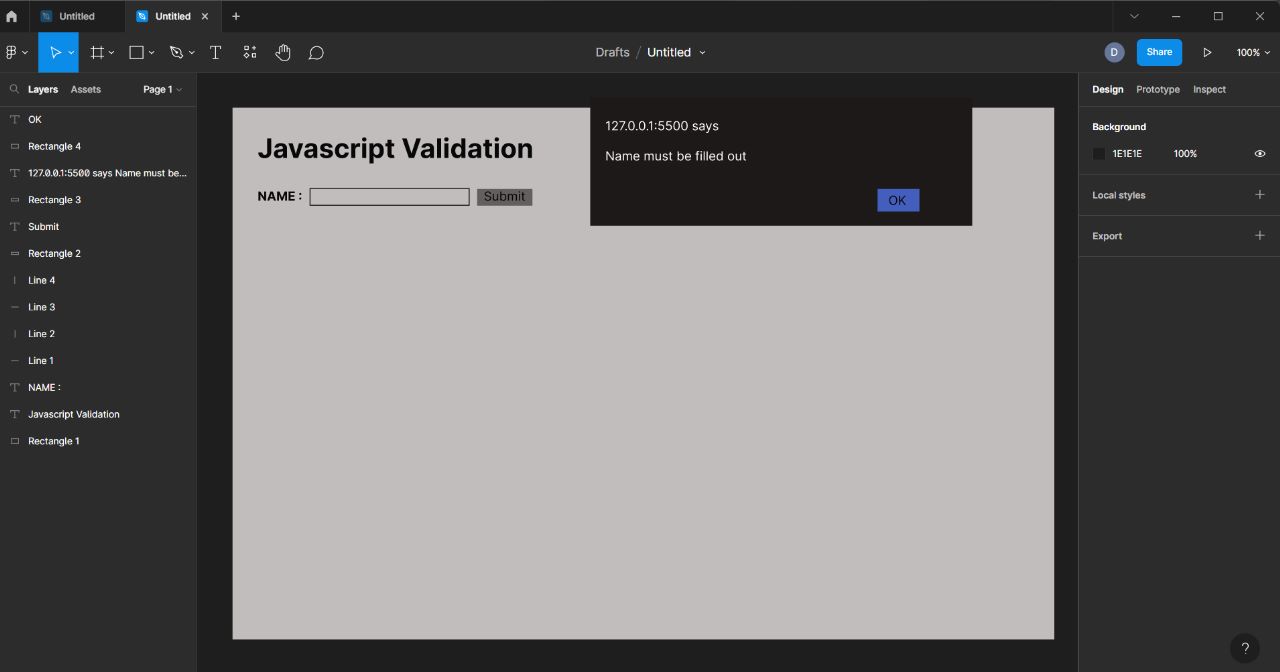 Untitled
Untitled
Drafts / Untitled
D
Share
100%
Layers
Assets
Page 1
OK
Rectangle 4
127.0.0.1:5500 says Name must be...
Rectangle 3
Submit
Rectangle 2
Line 4
Line 3
Line 2
Line 1
NAME :
Javascript Validation
Rectangle 1
Javascript Validation
NAME :
Submit
127.0.0.1:5500 says
Name must be filled out
OK
Design
Prototype
Inspect
Background
1E1E1E
100%
Local styles
Export
?